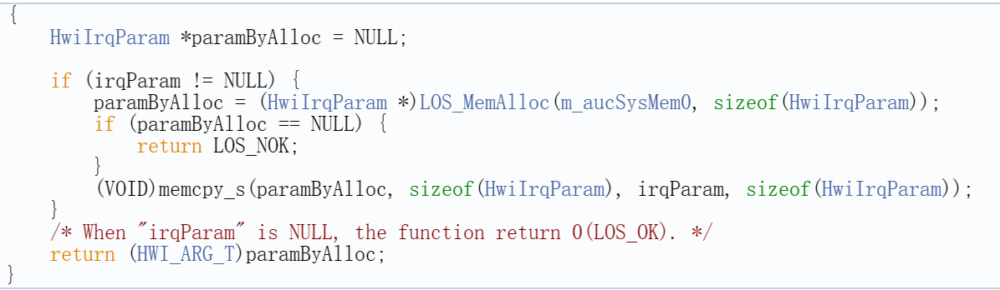 {
    HwiIrqParam *paramByAlloc = NULL;

    if (irqParam != NULL) {
        paramByAlloc = (HwiIrqParam *)LOS_MemAlloc(m_aucSysMem0, sizeof(HwiIrqParam));
        if (paramByAlloc == NULL) {
            return LOS_NOK;
        }
        (VOID)memcpy_s(paramByAlloc, sizeof(HwiIrqParam), irqParam, sizeof(HwiIrqParam));
    }
    /* When "irqParam" is NULL, the function return 0(LOS_OK). */
    return (HWI_ARG_T)paramByAlloc;
}